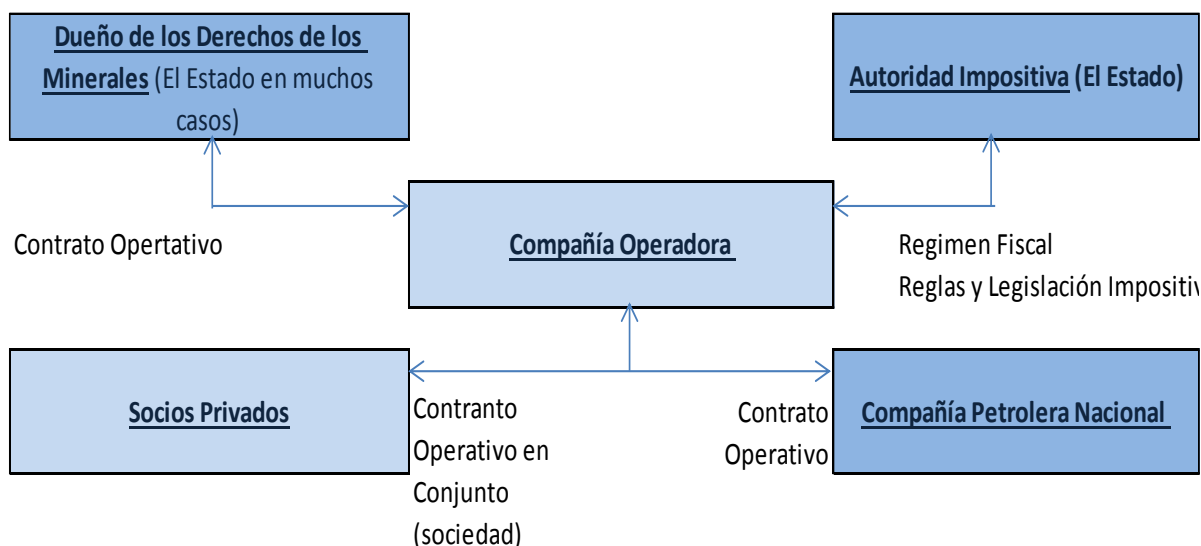 Dueño de los Derechos de los
Minerales (El Estado en muchos
casos)
Autoridad Impositiva (El Estado)
Contrato Opertativo
Compañía Operadora
Regimen Fiscal
Reglas y Legislación Impositiv
Socios Privados
Contranto
Operativo en
Conjunto
(sociedad)
Contrato
Operativo
Compañía Petrolera Nacional